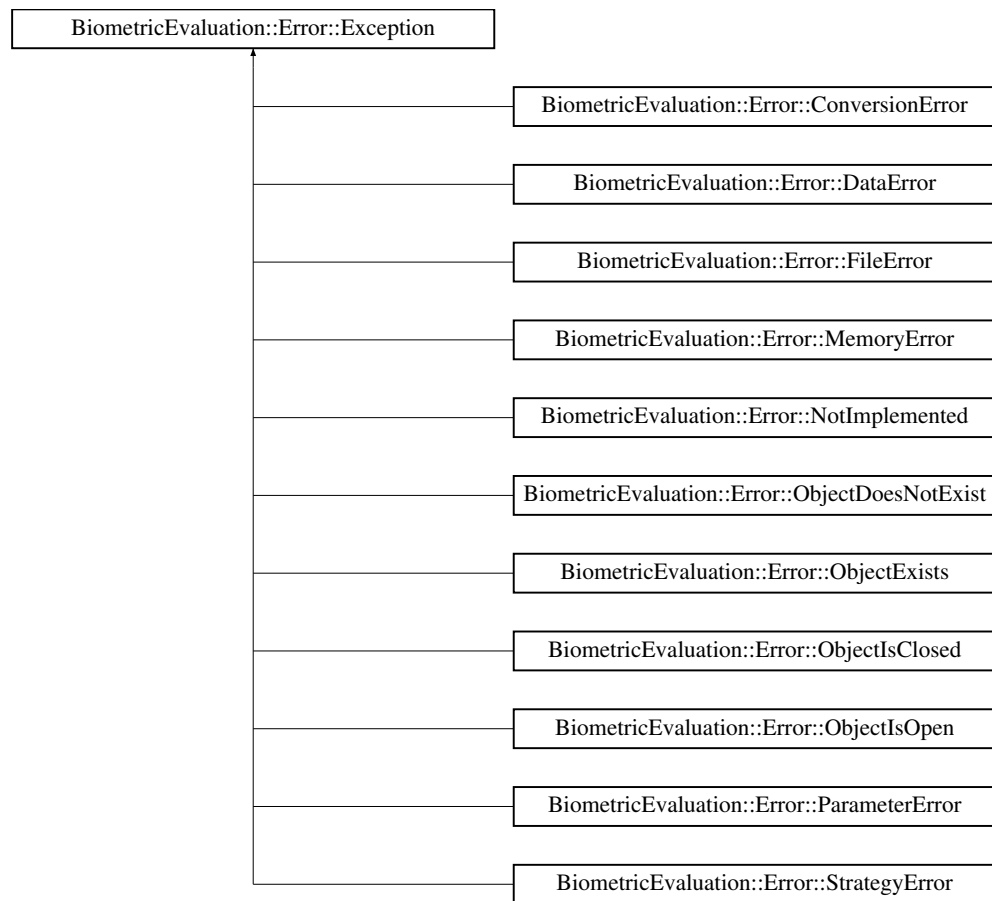 BiometricEvaluation::Error::Exception
BiometricEvaluation::Error::ConversionError
BiometricEvaluation::Error::DataError
BiometricEvaluation::Error::FileError
BiometricEvaluation::Error::MemoryError
BiometricEvaluation::Error::NotImplemented
BiometricEvaluation::Error::ObjectDoesNotExist
BiometricEvaluation::Error::ObjectExists
BiometricEvaluation::Error::ObjectIsClosed
BiometricEvaluation::Error::ObjectIsOpen
BiometricEvaluation::Error::ParameterError
BiometricEvaluation::Error::StrategyError